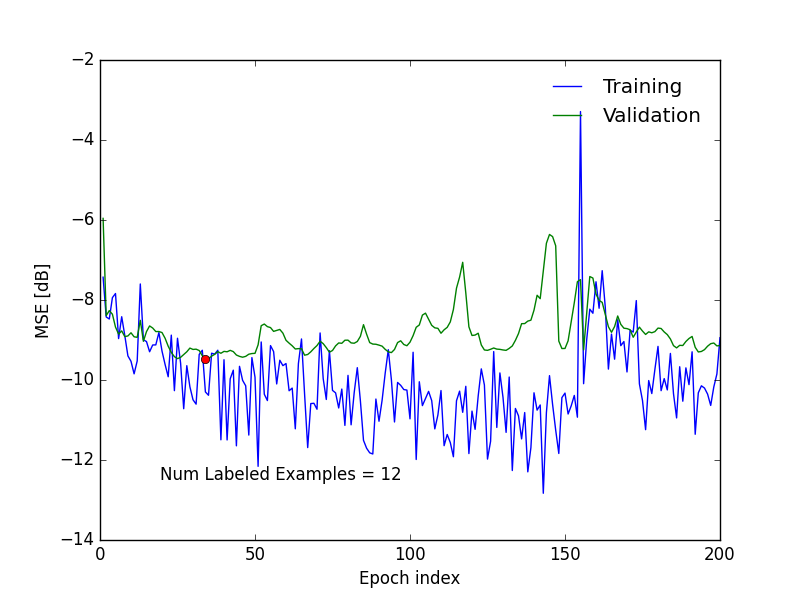 −2
−4
−6
−8
−10
−12
−14
0
50
100
150
200
MSE [dB]
Epoch index
Training
Validation
Num Labeled Examples = 12